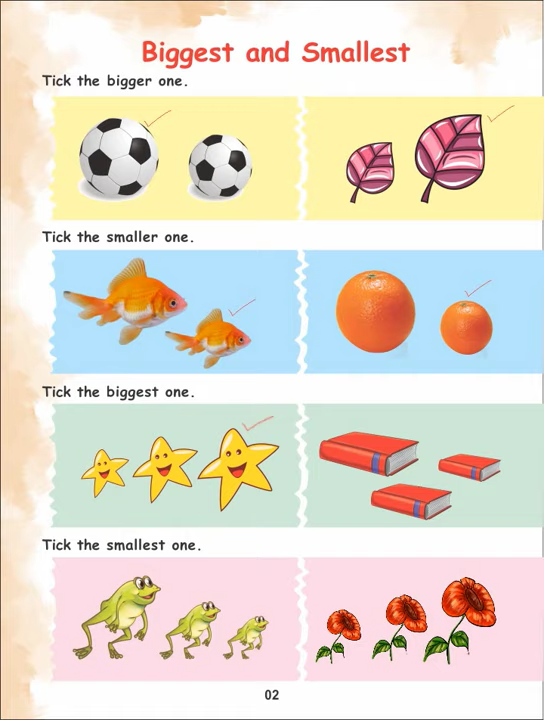 Biggest and Smallest
Tick the bigger one.
Tick the smaller one.
Tick the biggest one.
Tick the smallest one.
02